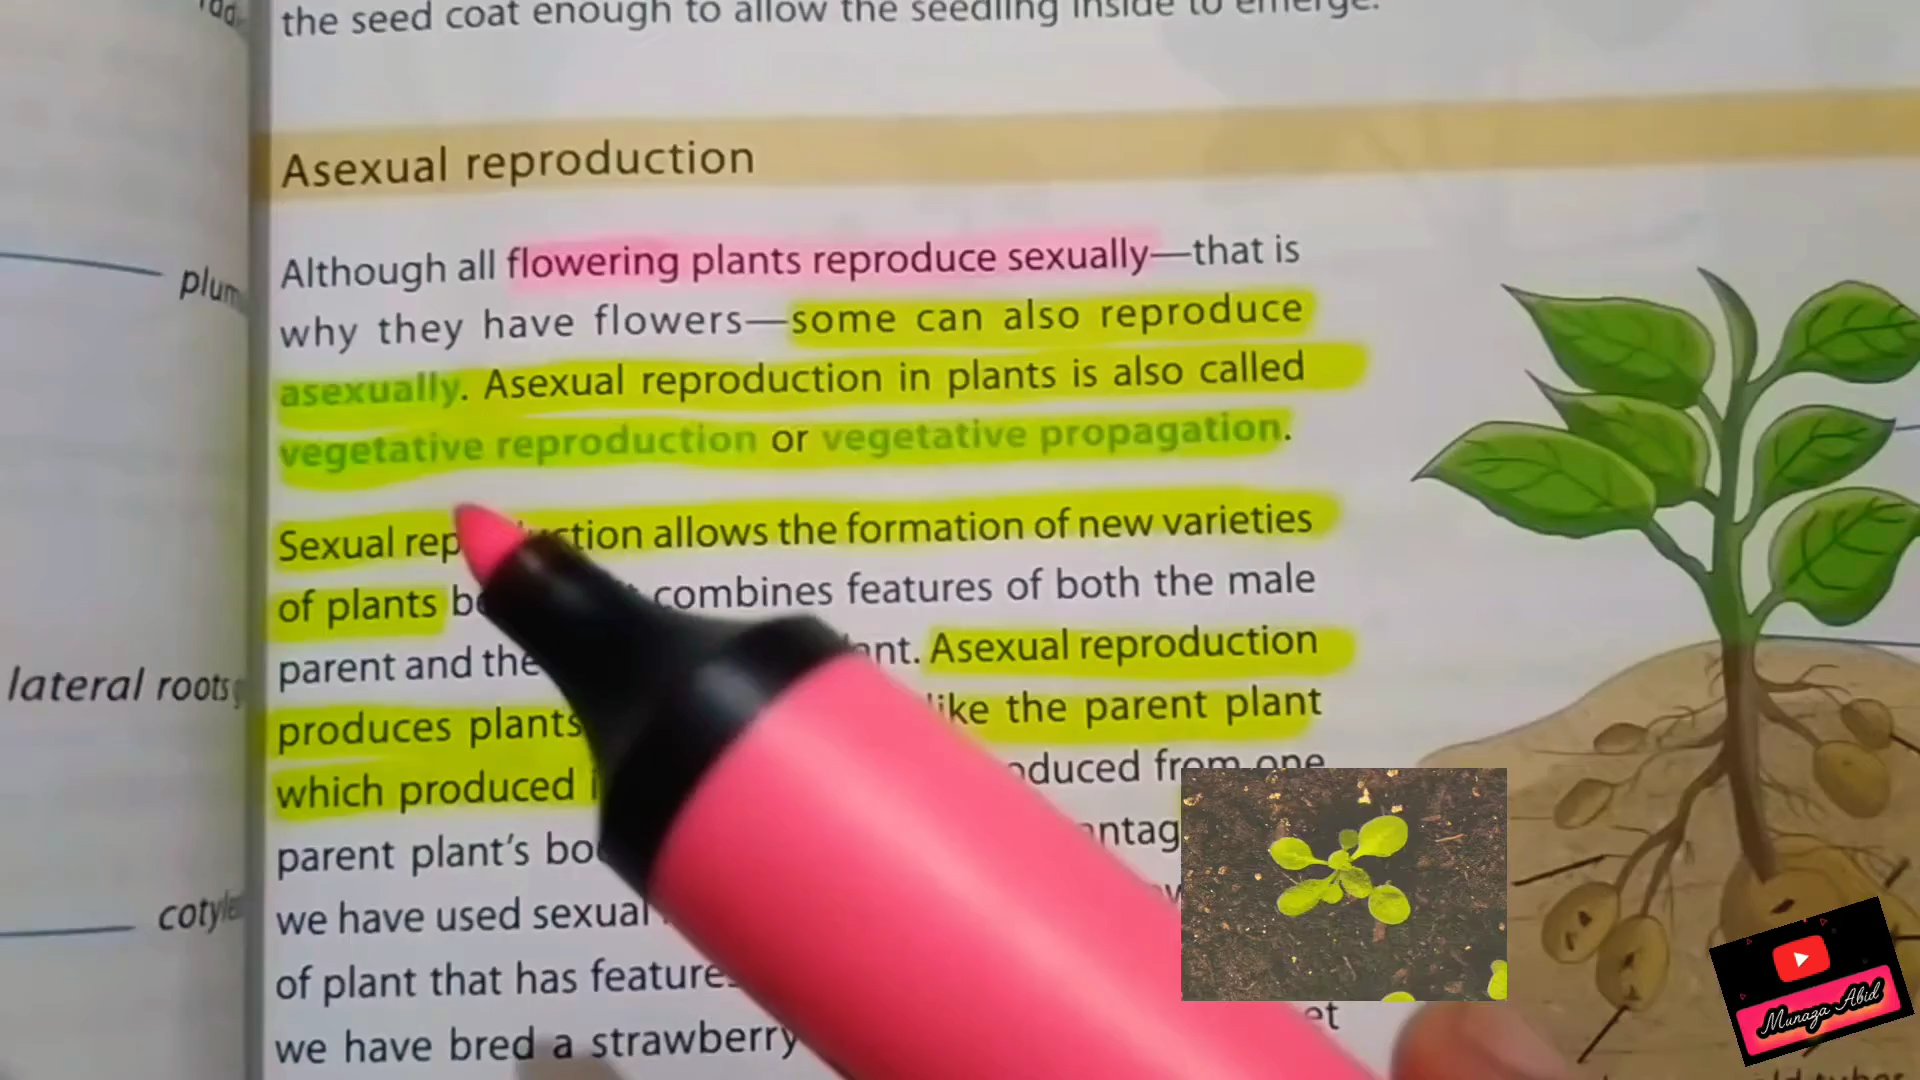 the seed coat enough to allow the seedling inside to emerge.
Asexual reproduction
Although all flowering plants reproduce sexually—that is
why they have flowers—some can also reproduce
asexually. Asexual reproduction in plants is also called
vegetative reproduction or vegetative propagation.
Sexual rep ction allows the formation of new varieties
of plants combines features of both the male
parent and the nt. Asexual reproduction
produces plants like the parent plant
which produced oduced from one
parent plant's bo ntag
we have used sexual
of plant that has feature et
we have bred a strawberry
plum
lateral roots
cotyle
Munaza Abid